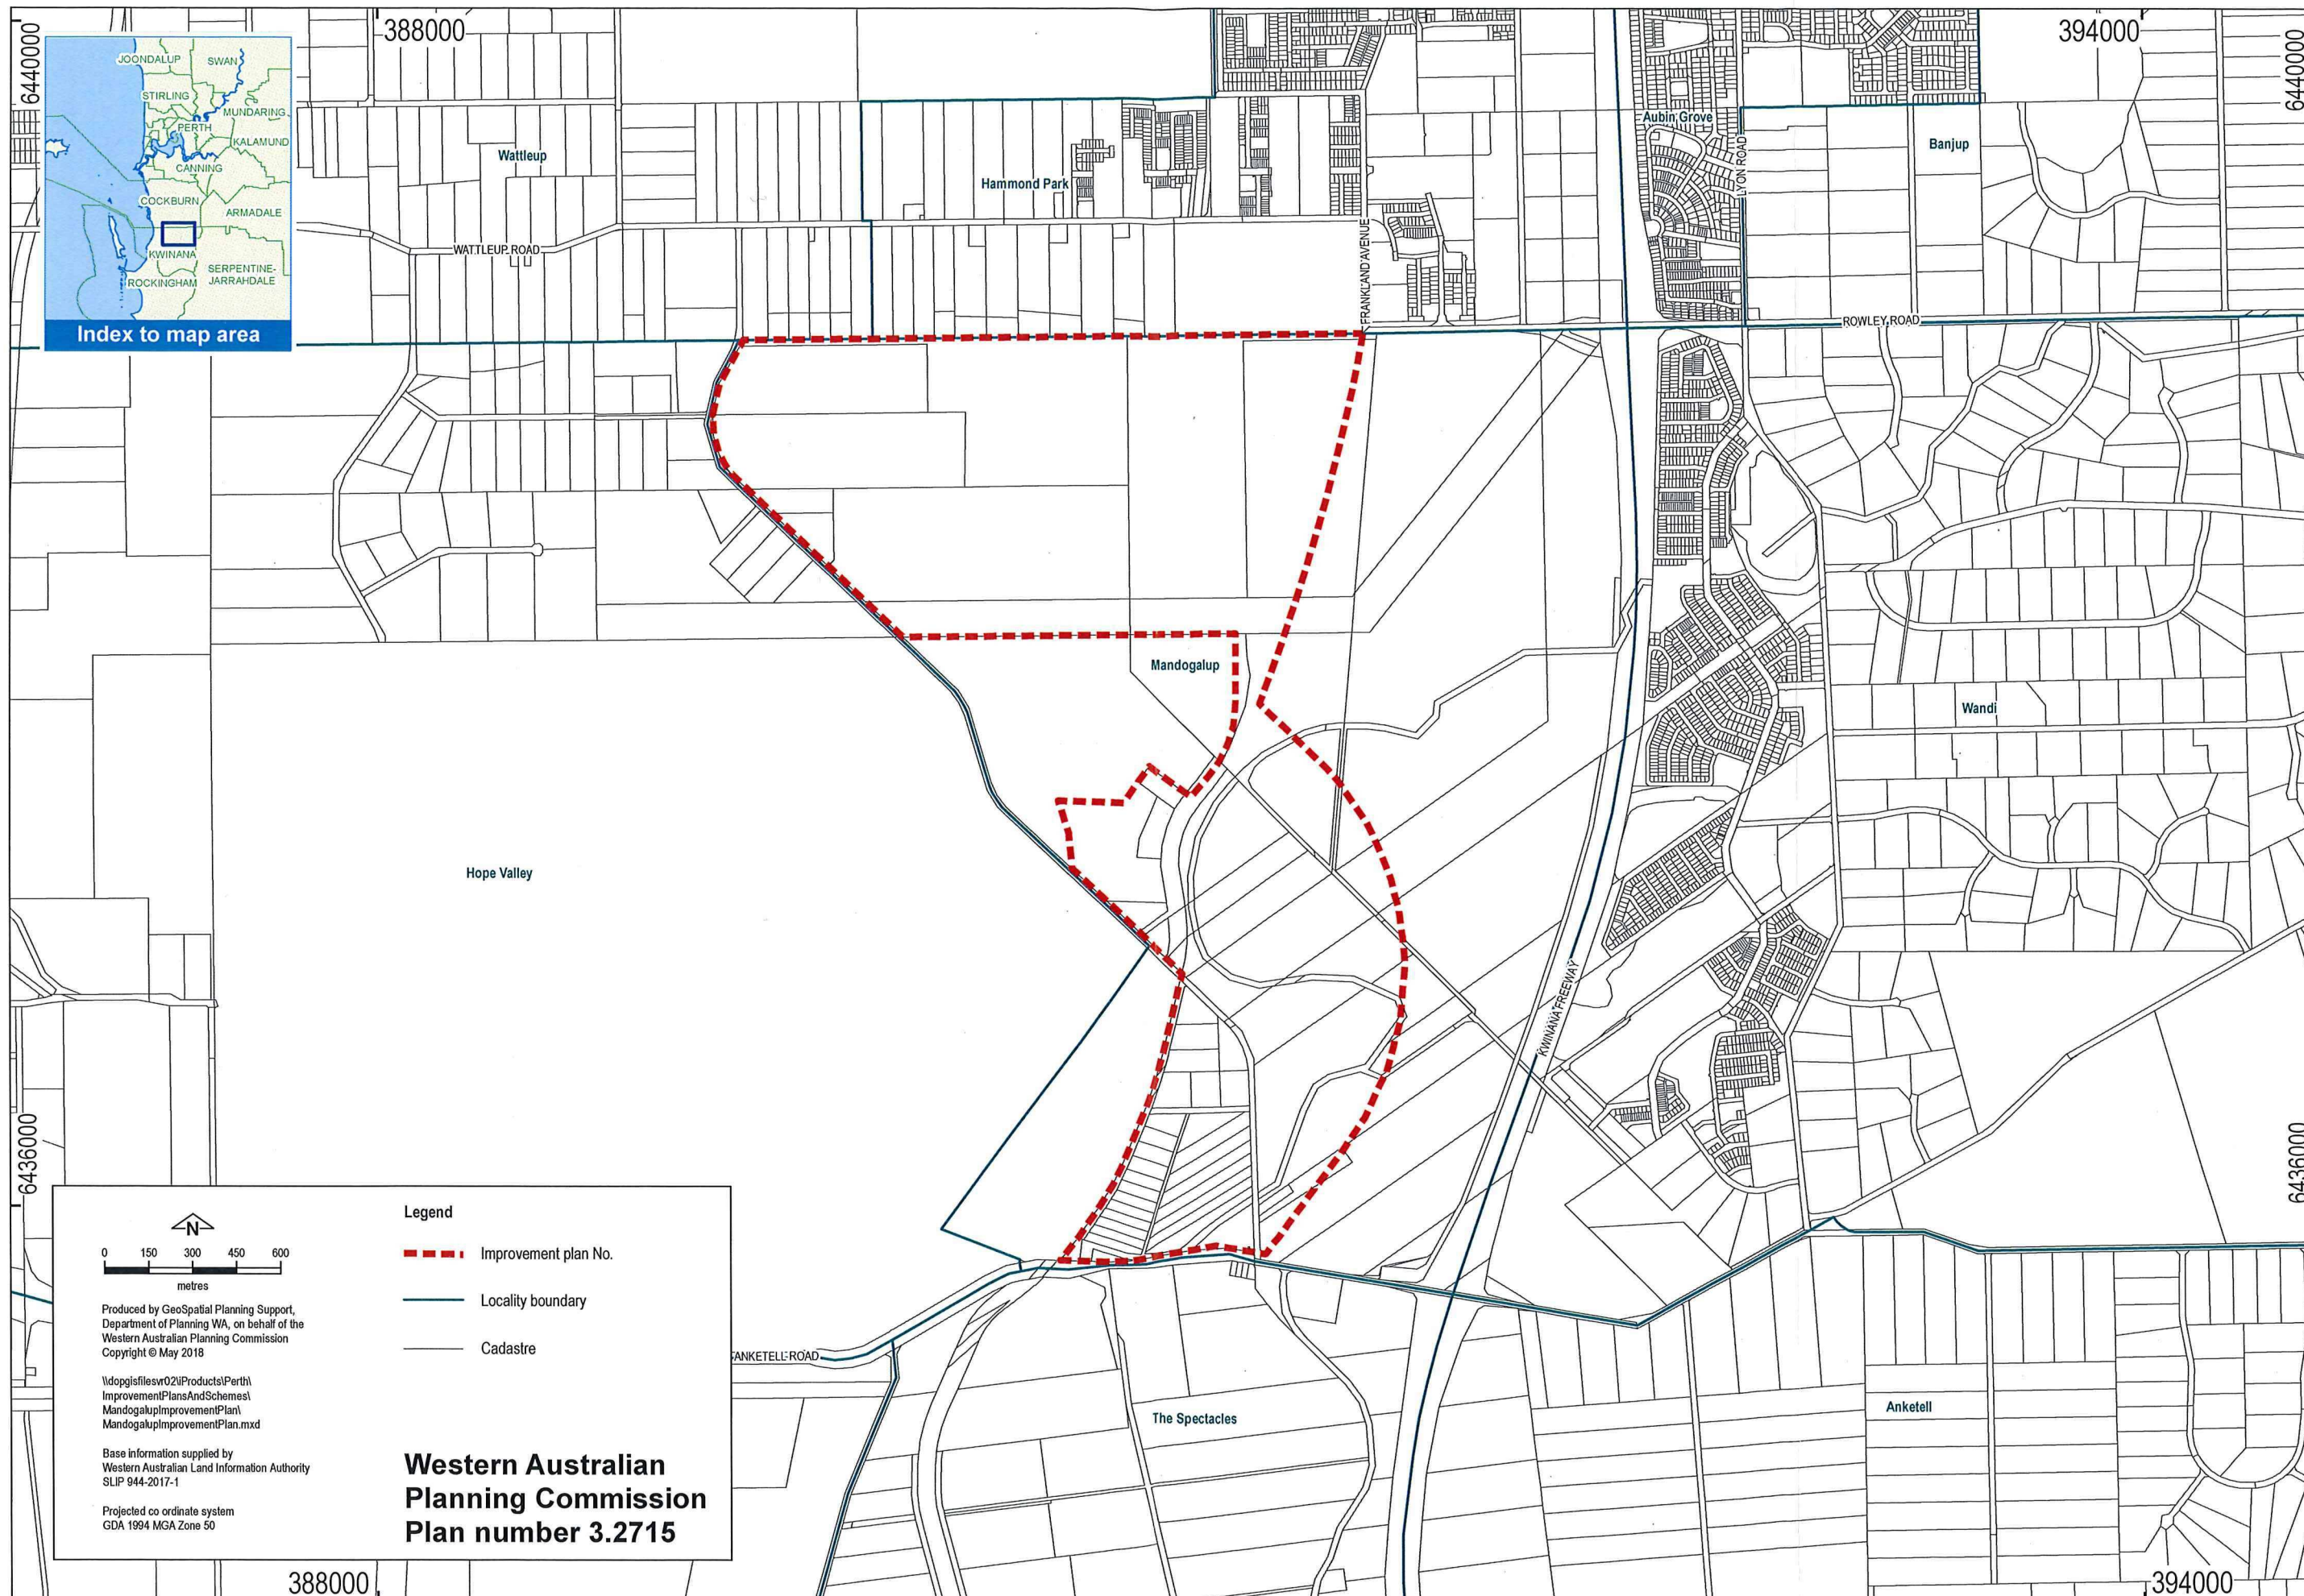 388000
394000
6440000
6440000
JOONDALUP
SWAN
STIRLING
MUNDARING
PERTH
KALAMUND
CANNING
COCKBURN
ARMADALE
KWINANA
SERPENTINE-
JARRAHDALE
ROCKINGHAM
Index to map area
Wattleup
Hammond Park
Aubin Grove
Banjup
LYON ROAD
WATTLEUP ROAD
FRANKLAND AVENUE
ROWLEY ROAD
Mandogalup
Wandi
Hope Valley
KWINANA FREEWAY
6436000
6436000
N
0 150 300 450 600
metres
Produced by GeoSpatial Planning Support,
Department of Planning WA, on behalf of the
Western Australian Planning Commission
Copyright © May 2018
\\dopgisfilesvr02\iProducts\Perth\
ImprovementPlansAndSchemes\
MandogalupImprovementPlan\
MandogalupImprovementPlan.mxd
Base information supplied by
Western Australian Land Information Authority
SLIP 944-2017-1
Projected co ordinate system
GDA 1994 MGA Zone 50
Legend
Improvement plan No.
Locality boundary
Cadastre
Western Australian
Planning Commission
Plan number 3.2715
ANKETELL ROAD
The Spectacles
Anketell
388000
394000